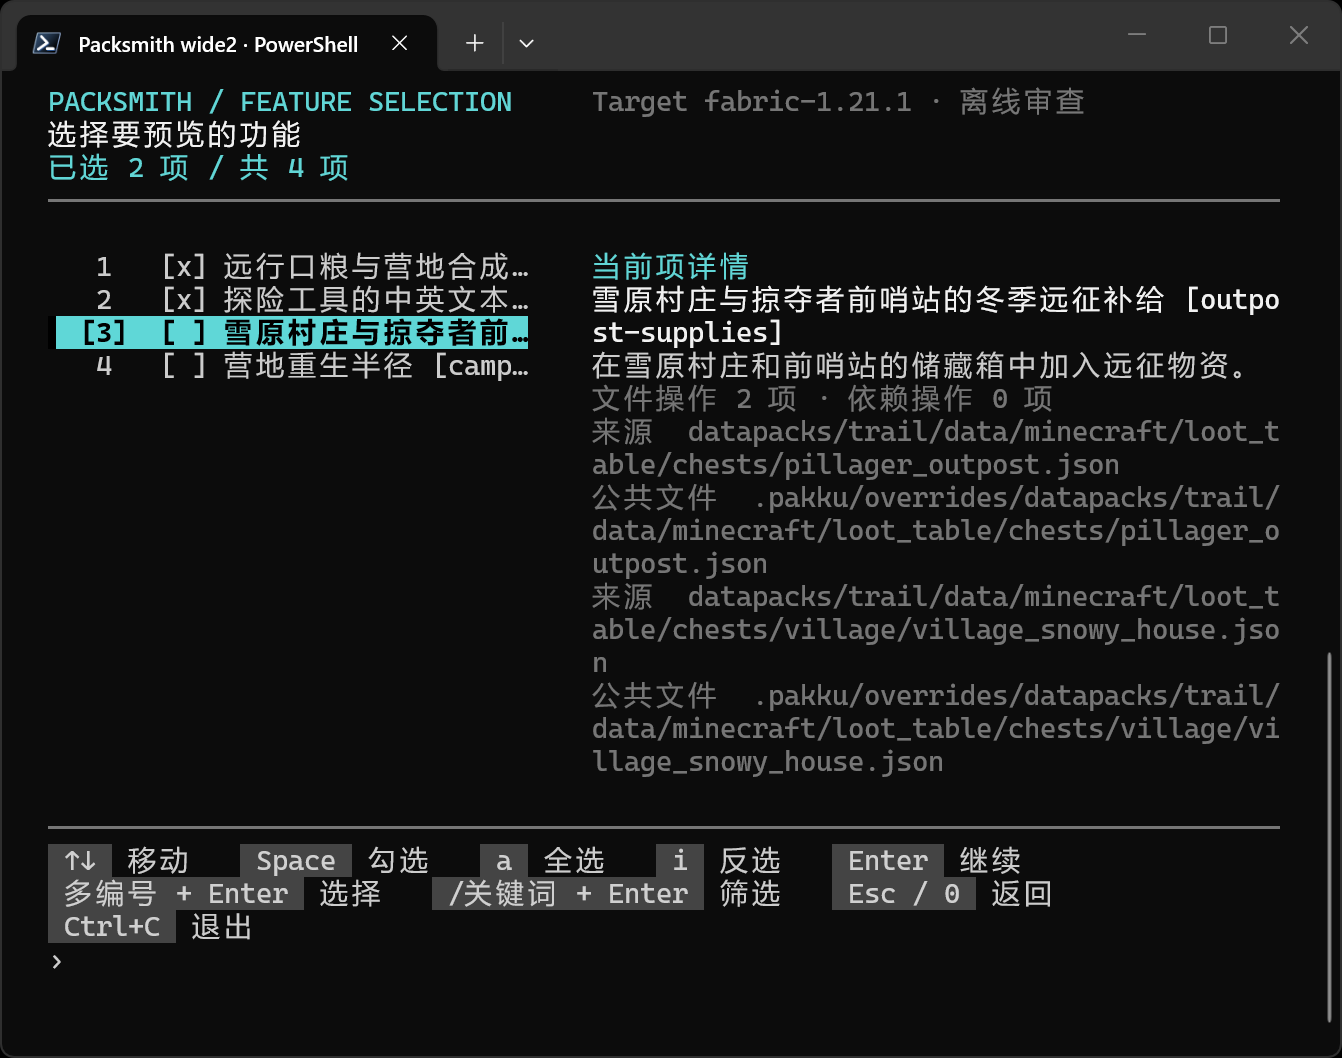 Packsmith wide2 · PowerShell
PACKSMITH / FEATURE SELECTION
Target fabric-1.21.1 · 离线审查
选择要预览的功能
已选 2 项 / 共 4 项
1 [x] 远行口粮与营地合成…
2 [x] 探险工具的中英文本…
[3] [ ] 雪原村庄与掠夺者前…
4 [ ] 营地重生半径 [camp…
当前项详情
雪原村庄与掠夺者前哨站的冬季远征补给 [outpo
st-supplies]
在雪原村庄和前哨站的储藏箱中加入远征物资。
文件操作 2 项 · 依赖操作 0 项
来源 datapacks/trail/data/minecraft/loot_t
able/chests/pillager_outpost.json
公共文件 .pakku/overrides/datapacks/trail/
data/minecraft/loot_table/chests/pillager_o
utpost.json
来源 datapacks/trail/data/minecraft/loot_t
able/chests/village/village_snowy_house.jso
n
公共文件 .pakku/overrides/datapacks/trail/
data/minecraft/loot_table/chests/village/vi
llage_snowy_house.json
↑↓ 移动 Space 勾选 a 全选 i 反选 Enter 继续
多编号 + Enter 选择 /关键词 + Enter 筛选 Esc / 0 返回
Ctrl+C 退出
›